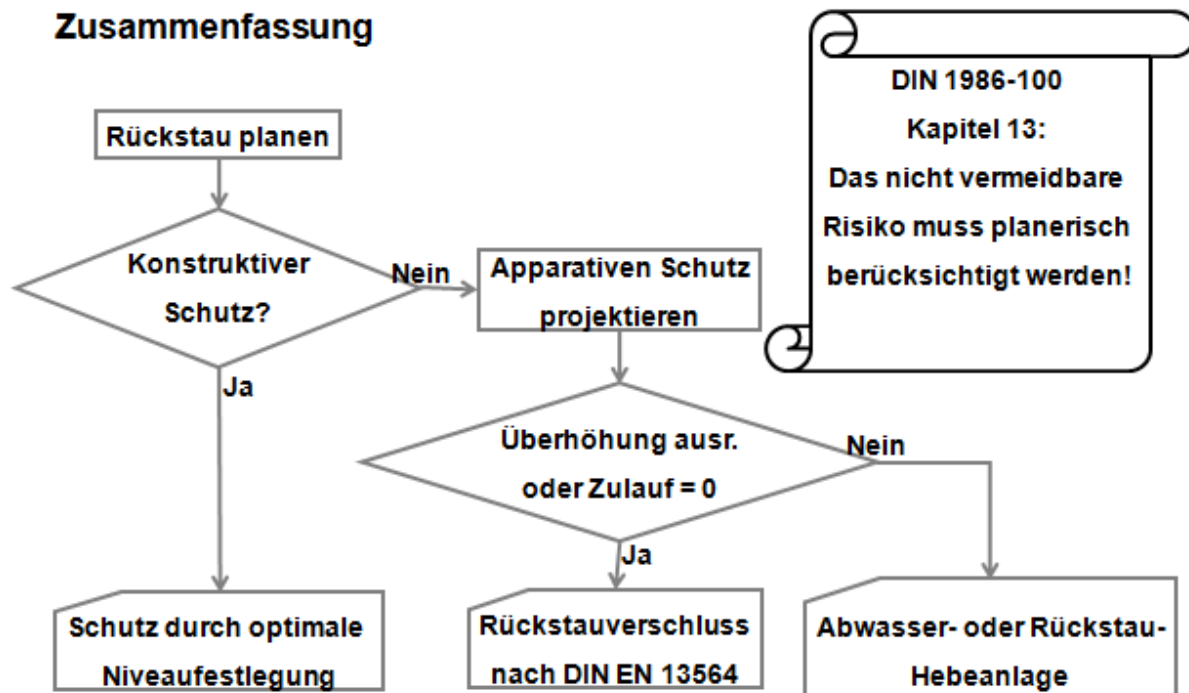 Zusammenfassung
DIN 1986-100
Kapitel 13:
Das nicht vermeidbare
Risiko muss planerisch
berücksichtigt werden!
Rückstau planen
Konstruktiver
Schutz?
Nein
Apparativen Schutz
projektieren
Ja
Überhöhung ausr.
oder Zulauf = 0
Nein
Ja
Schutz durch optimale
Niveaufestlegung
Rückstauverschluss
nach DIN EN 13564
Abwasser- oder Rückstau-
Hebeanlage